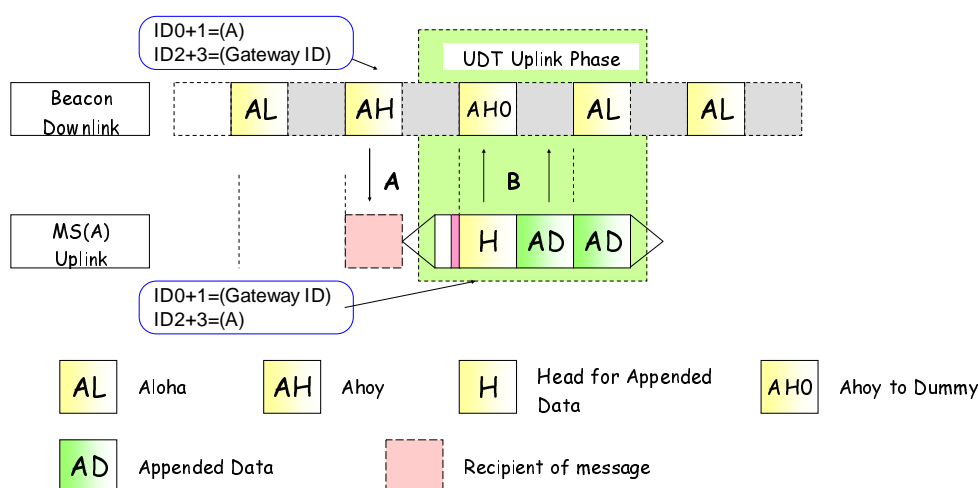 ID0+1=(A)
ID2+3=(Gateway ID)
UDT Uplink Phase
Beacon
Downlink
AL
AH
AH0
AL
AL
A
B
MS(A)
Uplink
H
AD
AD
ID0+1=(Gateway ID)
ID2+3=(A)
AL
Aloha
AH
Ahoy
H
Head for Appended
Data
AH0
Ahoy to Dummy
AD
Appended Data
Recipient of message